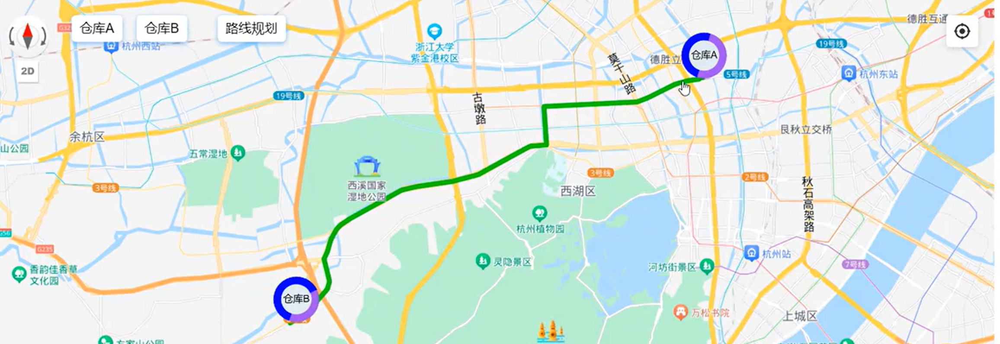 仓库A
仓库B
路线规划
德胜互通
G32
杭州西站
浙江大学
紫金港校区
19号线
莫干山路
德胜立
仓库A
5号线
杭州东站
2D
19号线
古墩路
余杭区
艮秋立交桥
山公园
五常湿地
西溪国家
湿地公园
3号线
2号线
3号线
西湖区
秋石高架路
杭州植物园
G56
G235
灵隐景区
杭州站
香韵佳香草
文化园
河坊街景区
7号线
仓库B
万松书院
上城区